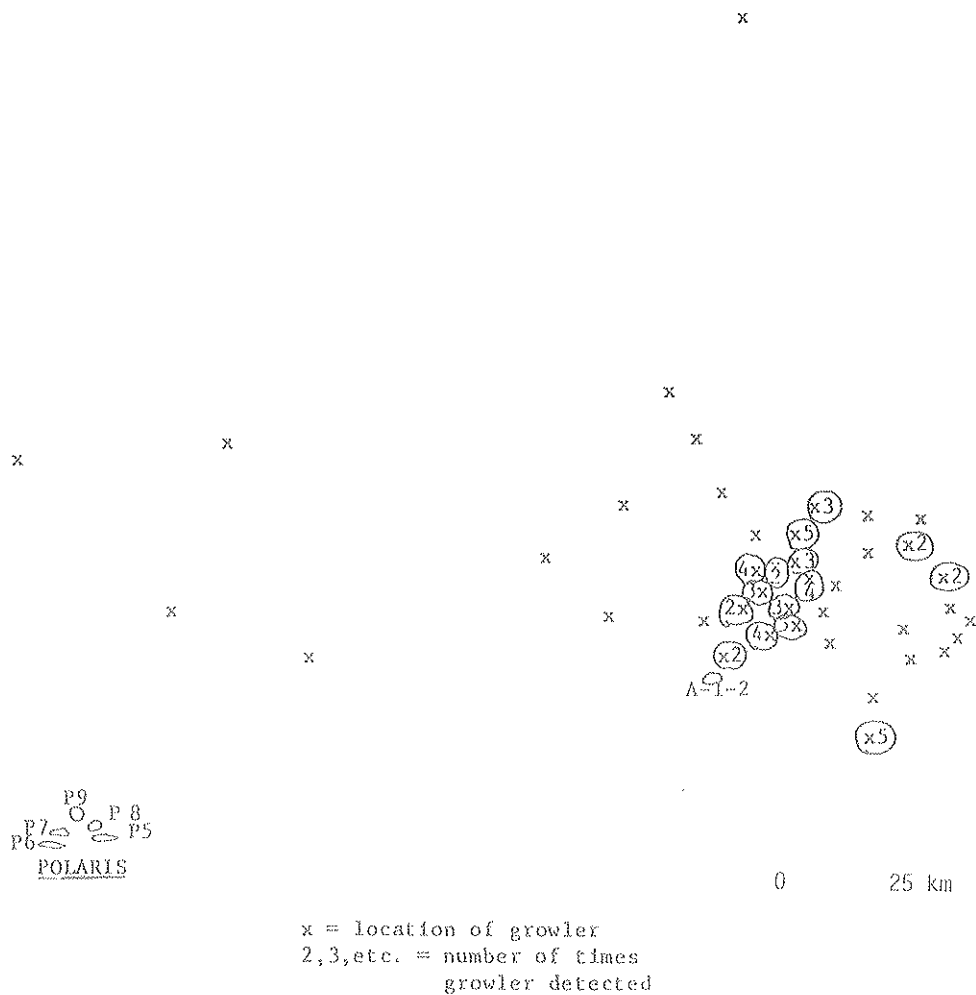 x
x
x x
x
x
x x3
x x
x x5
x2
x x
x3
4x x2
x 4 x
3x
x 2x 3x x x
x x x
x
4x x x
x x2 x x
A-1-2
x
x5
P9
P 8
P7 P5
P6
POLARIS
0 25 km
x = location of growler
2,3,etc. = number of times
growler detected